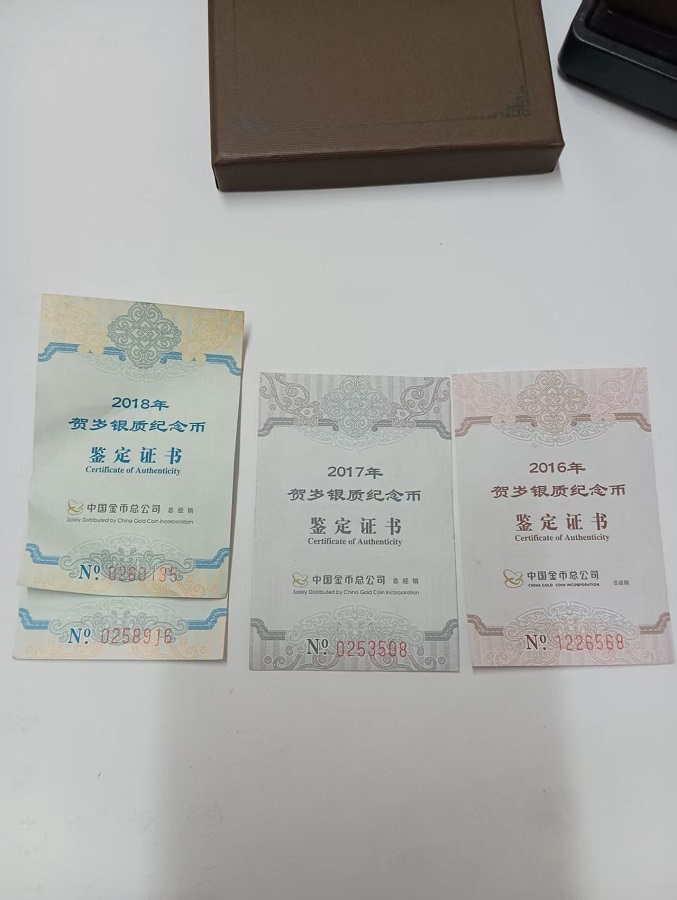 2018年
贺岁银质纪念币
鉴定证书
Certificate of Authenticity
中国金币总公司 总经销
Solely Distributed by China Gold Coin Incorporation
No. 0260135
No. 0258916
2017年
贺岁银质纪念币
鉴定证书
Certificate of Authenticity
中国金币总公司 总经销
Solely Distributed by China Gold Coin Incorporation
No. 0253508
2016年
贺岁银质纪念币
鉴定证书
Certificate of Authenticity
中国金币总公司 总经销
CHINA GOLD COIN INCORPORATION
No. 1226568